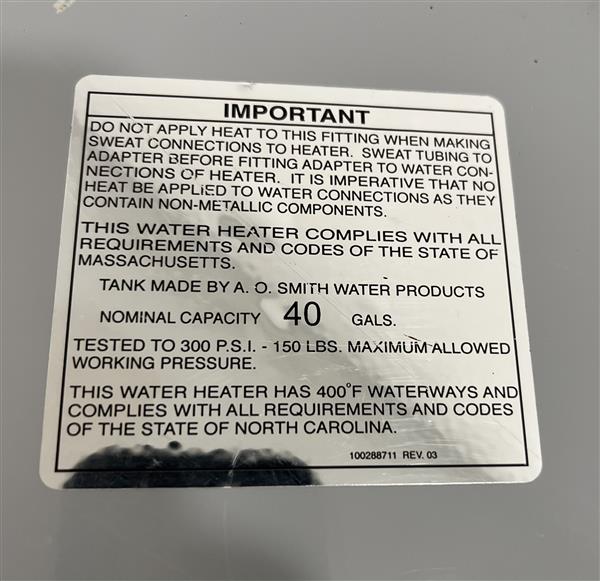 IMPORTANT
DO NOT APPLY HEAT TO THIS FITTING WHEN MAKING
SWEAT CONNECTIONS TO HEATER. SWEAT TUBING TO
ADAPTER BEFORE FITTING ADAPTER TO WATER CON-
NECTIONS OF HEATER. IT IS IMPERATIVE THAT NO
HEAT BE APPLIED TO WATER CONNECTIONS AS THEY
CONTAIN NON-METALLIC COMPONENTS.
THIS WATER HEATER COMPLIES WITH ALL
REQUIREMENTS AND CODES OF THE STATE OF
MASSACHUSETTS.
TANK MADE BY A. O. SMITH WATER PRODUCTS
NOMINAL CAPACITY 40 GALS.
TESTED TO 300 P.S.I. - 150 LBS. MAXIMUM ALLOWED
WORKING PRESSURE.
THIS WATER HEATER HAS 400°F WATERWAYS AND
COMPLIES WITH ALL REQUIREMENTS AND CODES
OF THE STATE OF NORTH CAROLINA.
100288711 REV. 03